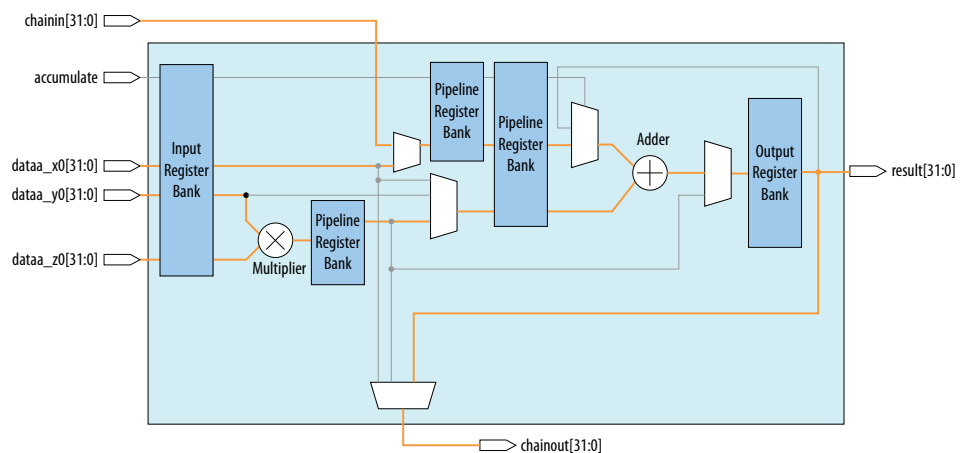 chainin[31:0]
accumulate
dataa_x0[31:0]
dataa_y0[31:0]
dataa_z0[31:0]
Input
Register
Bank
Multiplier
Pipeline
Register
Bank
Pipeline
Register
Bank
Pipeline
Register
Bank
Adder
Output
Register
Bank
result[31:0]
chainout[31:0]